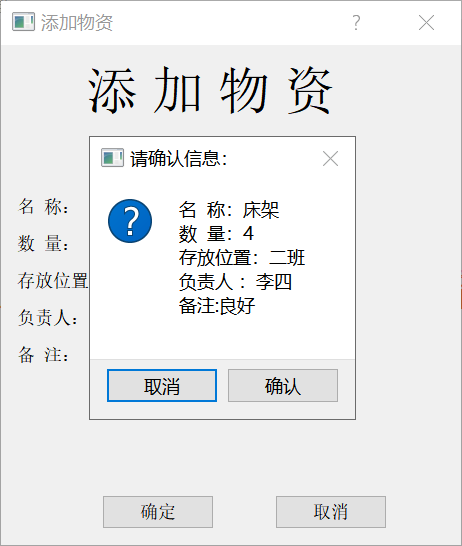 添加物资
添加物资
请确认信息：
名 称：床架
数 量：4
存放位置：二班
负责人 ：李四
备注:良好
取消 确认
名 称：
数 量：
存放位置
负责人：
备 注：
确定 取消